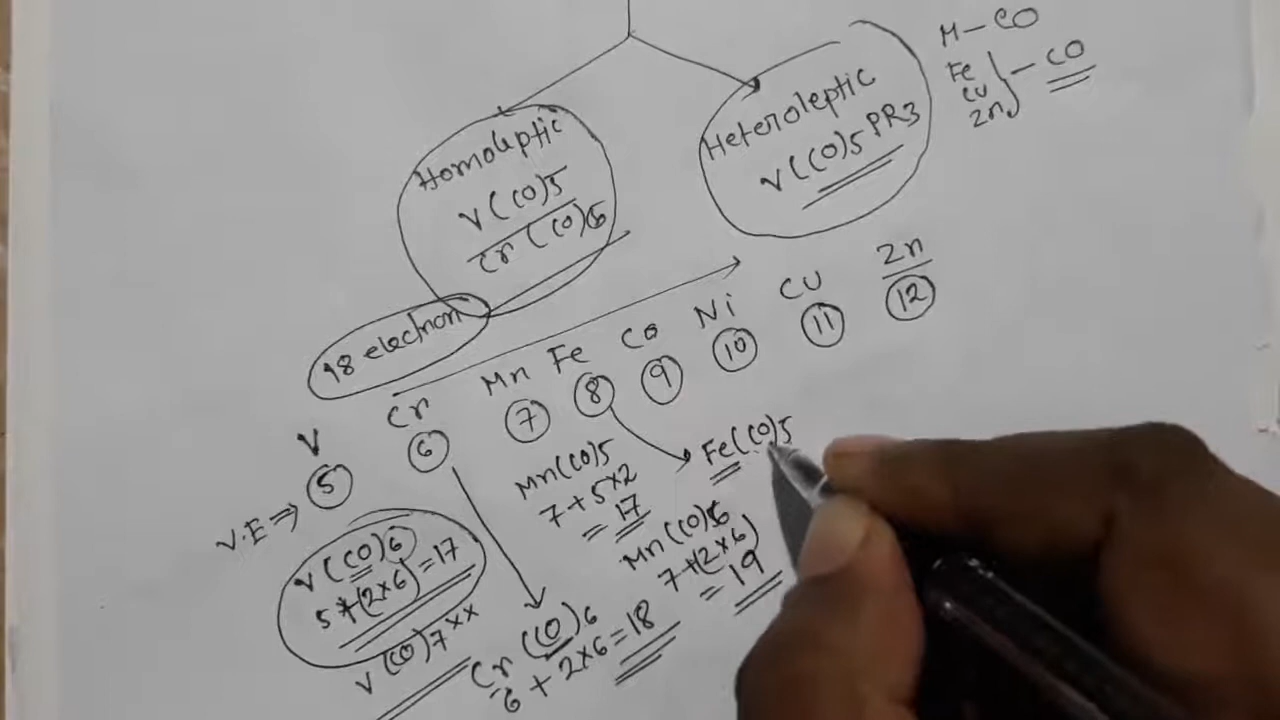 M-CO
Fe
CU
Zn
-CO
Homoleptic
V(CO)5
Cr(CO)6
Heteroleptic
V(CO)5PR3
18 electron
V
Cr
Mn
Fe
Co
Ni
CU
Zn
V.E⇒
5
6
7
8
9
10
11
12
V(CO)6
5+(2×6)=17
V(CO)7××
Cr(CO)6
6+2×6=18
Mn(CO)5
7+5×2
=17
Fe(CO)5
Mn(CO)6
7+(2×6)
=19